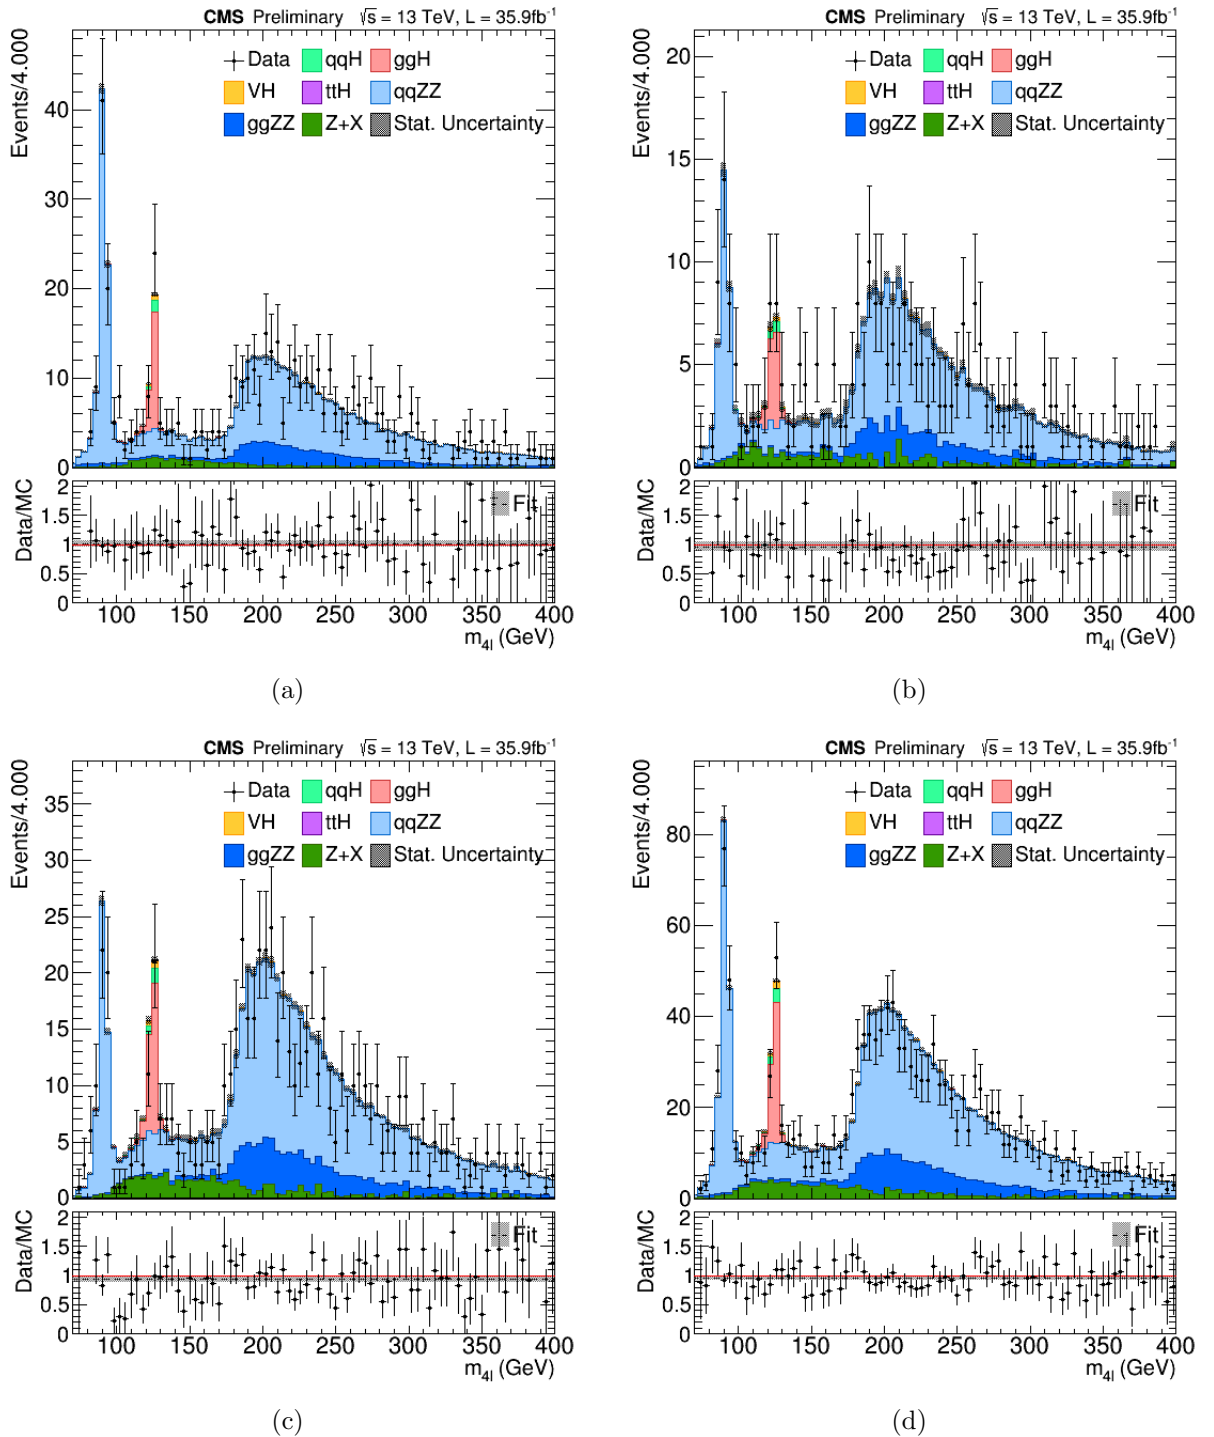 CMS Preliminary √s = 13 TeV, L = 35.9fb-1
Events/4.000
Data qqH ggH
VH ttH qqZZ
ggZZ Z+X Stat. Uncertainty
40
30
20
10
0
Data/MC
Fit
2
1.5
1
0.5
0
100 150 200 250 300 350 400
m4l (GeV)
(a)
CMS Preliminary √s = 13 TeV, L = 35.9fb-1
Events/4.000
Data qqH ggH
VH ttH qqZZ
ggZZ Z+X Stat. Uncertainty
20
15
10
5
0
Data/MC
Fit
2
1.5
1
0.5
0
100 150 200 250 300 350 400
m4l (GeV)
(b)
CMS Preliminary √s = 13 TeV, L = 35.9fb-1
Events/4.000
Data qqH ggH
VH ttH qqZZ
ggZZ Z+X Stat. Uncertainty
35
30
25
20
15
10
5
0
Data/MC
Fit
2
1.5
1
0.5
0
100 150 200 250 300 350 400
m4l (GeV)
(c)
CMS Preliminary √s = 13 TeV, L = 35.9fb-1
Events/4.000
Data qqH ggH
VH ttH qqZZ
ggZZ Z+X Stat. Uncertainty
80
60
40
20
0
Data/MC
Fit
2
1.5
1
0.5
0
100 150 200 250 300 350 400
m4l (GeV)
(d)